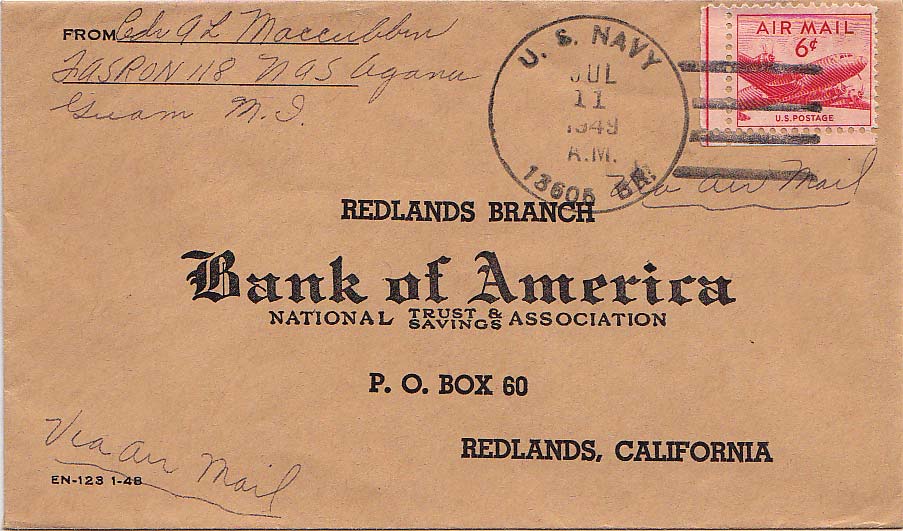 FROM Cdr A L Maccubbin
FASRON 118 NAS Agana
Guam M.I.
U. S. NAVY
JUL
11
1949
A.M.
13605 BR.
AIR MAIL
6¢
U.S. POSTAGE
Via Air Mail
REDLANDS BRANCH
Bank of America
NATIONAL TRUST & SAVINGS ASSOCIATION
P. O. BOX 60
REDLANDS, CALIFORNIA
Via Air Mail
EN-123 1-48